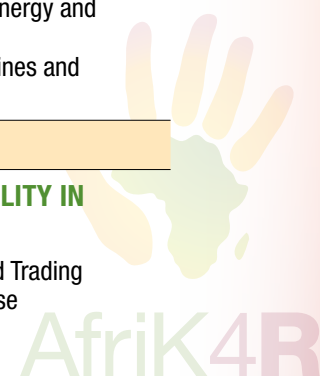 nergy and
ines and
LITY IN
d Trading
se
AfriK4R